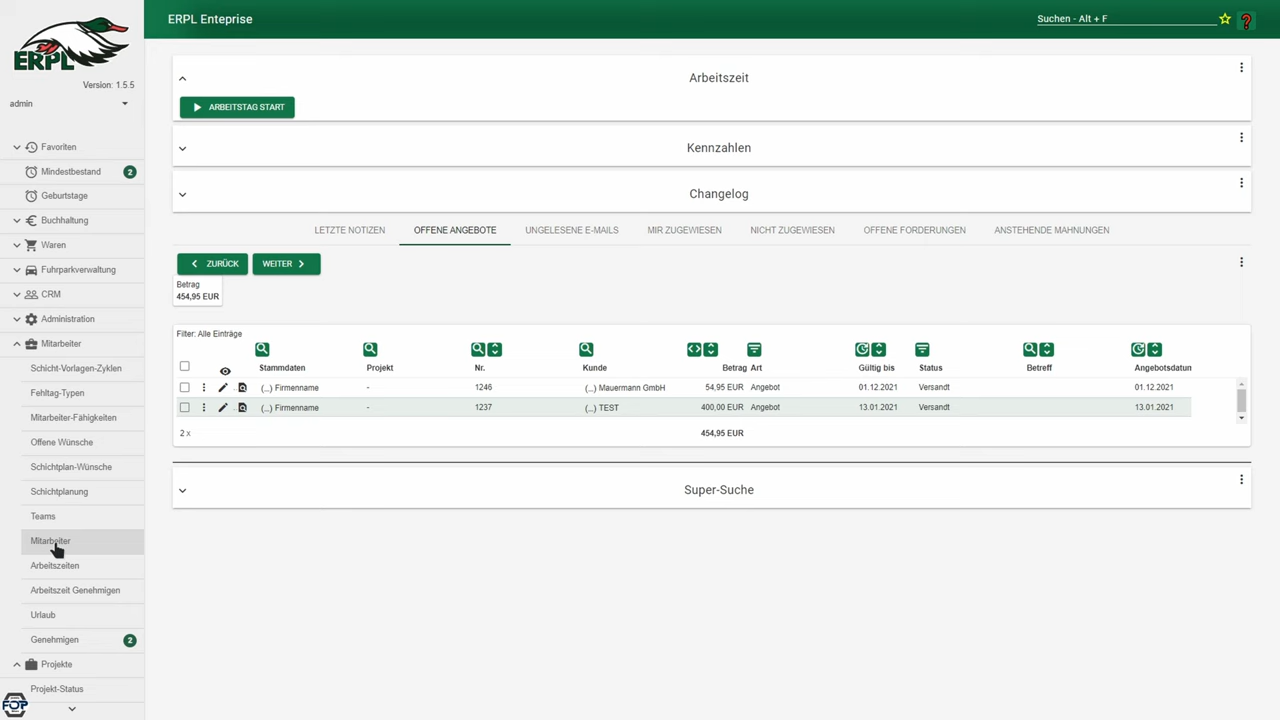 ERPL
Version: 1.5.5
admin
Favoriten
Mindestbestand 2
Geburtstage
Buchhaltung
Waren
Fuhrparkverwaltung
CRM
Administration
Mitarbeiter
Schicht-Vorlagen-Zyklen
Fehltag-Typen
Mitarbeiter-Fähigkeiten
Offene Wünsche
Schichtplan-Wünsche
Schichtplanung
Teams
Mitarbeiter
Arbeitszeiten
Arbeitszeit Genehmigen
Urlaub
Genehmigen 2
Projekte
Projekt-Status
FOP
ERPL Enteprise
Suchen - Alt + F
Arbeitszeit
ARBEITSTAG START
Kennzahlen
Changelog
LETZTE NOTIZEN OFFENE ANGEBOTE UNGELESENE E-MAILS MIR ZUGEWIESEN NICHT ZUGEWIESEN OFFENE FORDERUNGEN ANSTEHENDE MAHNUNGEN
ZURÜCK WEITER
Betrag
454,95 EUR
Filter: Alle Einträge
Stammdaten Projekt Nr. Kunde Betrag Art Gültig bis Status Betreff Angebotsdatun
(...) Firmenname - 1246 (...) Mauermann GmbH 54,95 EUR Angebot 01.12.2021 Versandt 01.12.2021
(...) Firmenname - 1237 (...) TEST 400,00 EUR Angebot 13.01.2021 Versandt 13.01.2021
2 x 454,95 EUR
Super-Suche